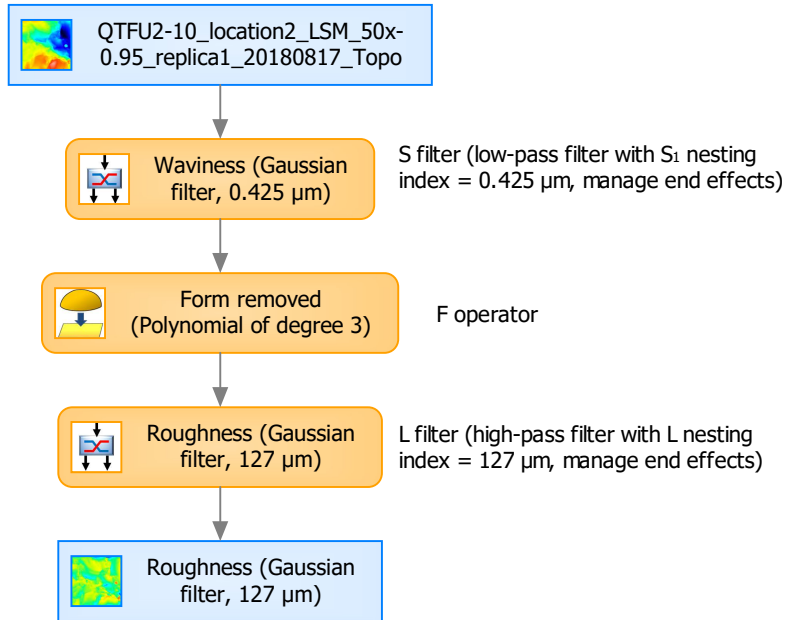 QTFU2-10_location2_LSM_50x-
0.95_replica1_20180817_Topo
Waviness (Gaussian
filter, 0.425 µm)
S filter (low-pass filter with S₁ nesting
index = 0.425 µm, manage end effects)
Form removed
(Polynomial of degree 3)
F operator
Roughness (Gaussian
filter, 127 µm)
L filter (high-pass filter with L nesting
index = 127 µm, manage end effects)
Roughness (Gaussian
filter, 127 µm)